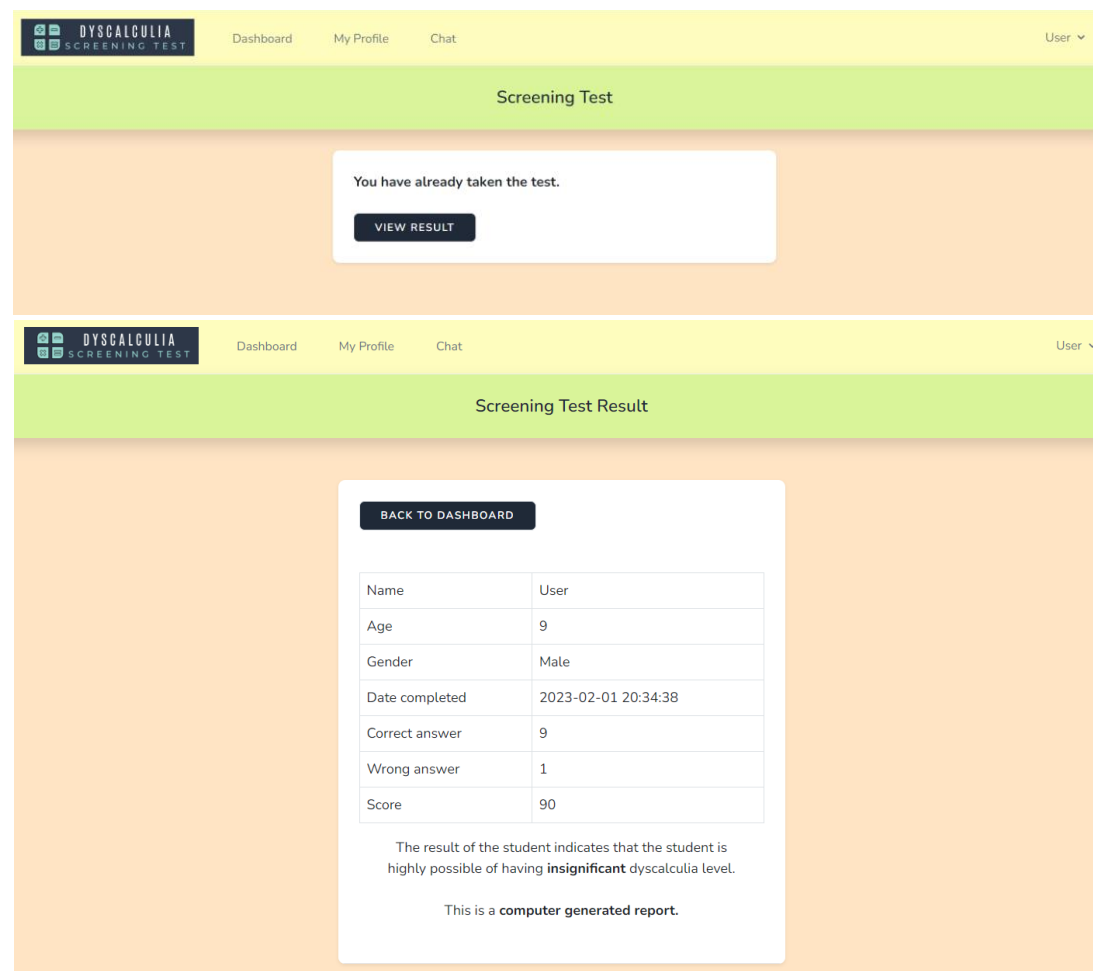 DYSCALCULIA
SCREENING TEST
Dashboard My Profile Chat User
Screening Test
You have already taken the test.
VIEW RESULT
DYSCALCULIA
SCREENING TEST
Dashboard My Profile Chat User
Screening Test Result
BACK TO DASHBOARD
Name User
Age 9
Gender Male
Date completed 2023-02-01 20:34:38
Correct answer 9
Wrong answer 1
Score 90
The result of the student indicates that the student is
highly possible of having insignificant dyscalculia level.
This is a computer generated report.